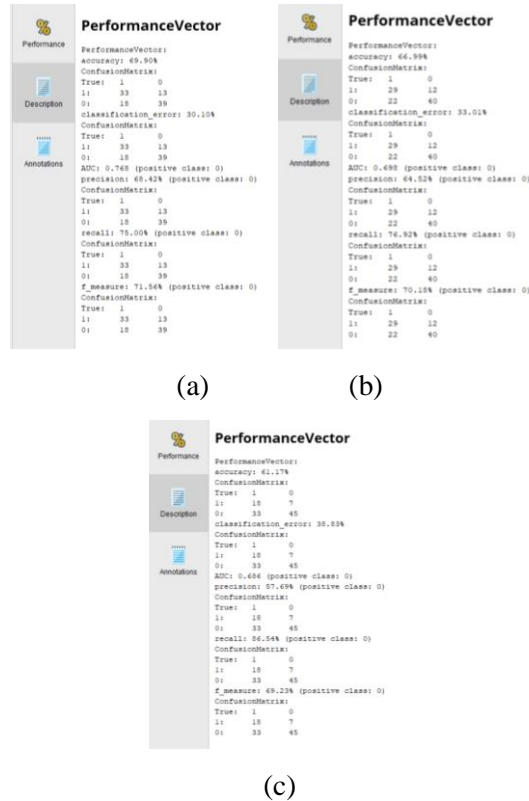 Performance
Description
Annotations
PerformanceVector
PerformanceVector:
accuracy: 69.90%
ConfusionMatrix:
True: 1 0
1: 33 13
0: 18 39
classification_error: 30.10%
ConfusionMatrix:
True: 1 0
1: 33 13
0: 18 39
AUC: 0.768 (positive class: 0)
precision: 68.42% (positive class: 0)
ConfusionMatrix:
True: 1 0
1: 33 13
0: 18 39
recall: 75.00% (positive class: 0)
ConfusionMatrix:
True: 1 0
1: 33 13
0: 18 39
f_measure: 71.56% (positive class: 0)
ConfusionMatrix:
True: 1 0
1: 33 13
0: 18 39
(a)
Performance
Description
Annotations
PerformanceVector
PerformanceVector:
accuracy: 66.99%
ConfusionMatrix:
True: 1 0
1: 29 12
0: 22 40
classification_error: 33.01%
ConfusionMatrix:
True: 1 0
1: 29 12
0: 22 40
AUC: 0.698 (positive class: 0)
precision: 64.52% (positive class: 0)
ConfusionMatrix:
True: 1 0
1: 29 12
0: 22 40
recall: 76.92% (positive class: 0)
ConfusionMatrix:
True: 1 0
1: 29 12
0: 22 40
f_measure: 70.18% (positive class: 0)
ConfusionMatrix:
True: 1 0
1: 29 12
0: 22 40
(b)
Performance
Description
Annotations
PerformanceVector
PerformanceVector:
accuracy: 61.17%
ConfusionMatrix:
True: 1 0
1: 18 7
0: 33 45
classification_error: 38.83%
ConfusionMatrix:
True: 1 0
1: 18 7
0: 33 45
AUC: 0.686 (positive class: 0)
precision: 57.69% (positive class: 0)
ConfusionMatrix:
True: 1 0
1: 18 7
0: 33 45
recall: 86.54% (positive class: 0)
ConfusionMatrix:
True: 1 0
1: 18 7
0: 33 45
f_measure: 69.23% (positive class: 0)
ConfusionMatrix:
True: 1 0
1: 18 7
0: 33 45
(c)